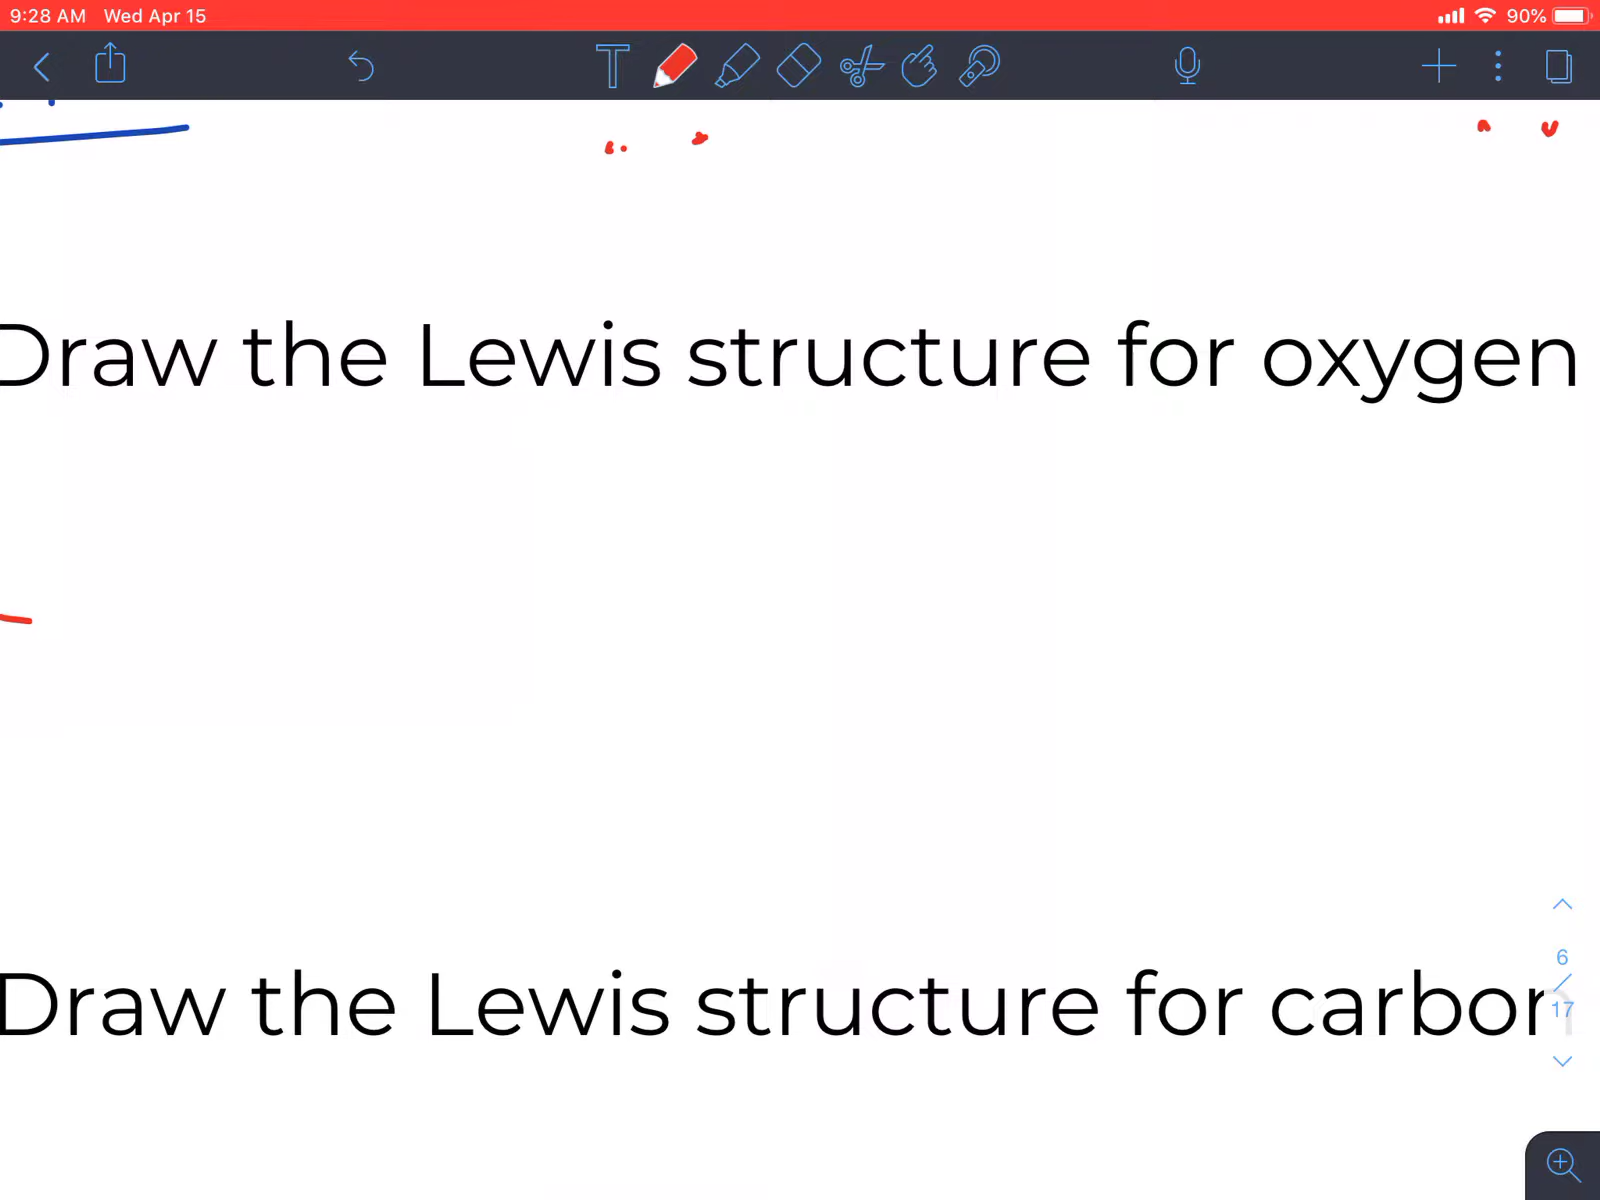 9:28 AM Wed Apr 15 90%
T
Draw the Lewis structure for oxygen
Draw the Lewis structure for carbon
6
17